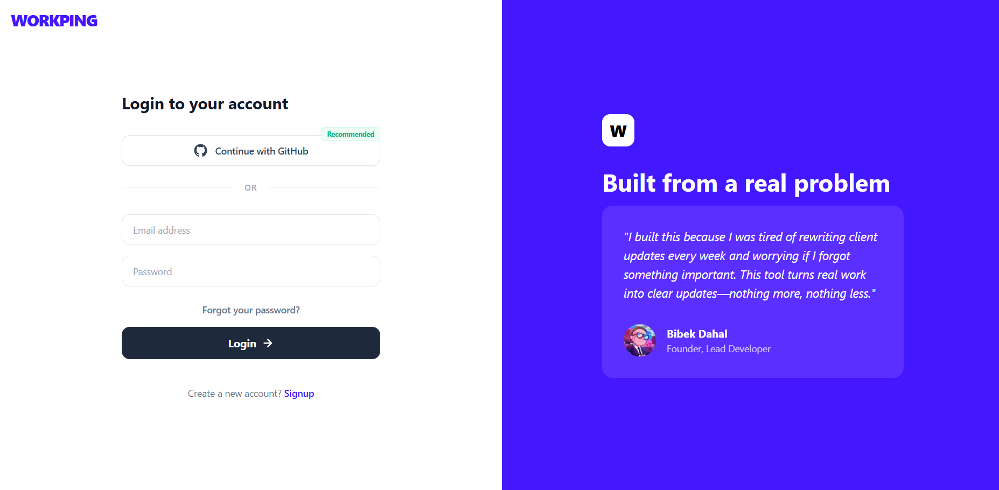 WORKPING
Login to your account
Recommended
Continue with GitHub
OR
Email address
Password
Forgot your password?
Login →
Create a new account? Signup
W
Built from a real problem
"I built this because I was tired of rewriting client
updates every week and worrying if I forgot
something important. This tool turns real work
into clear updates—nothing more, nothing less."
Bibek Dahal
Founder, Lead Developer